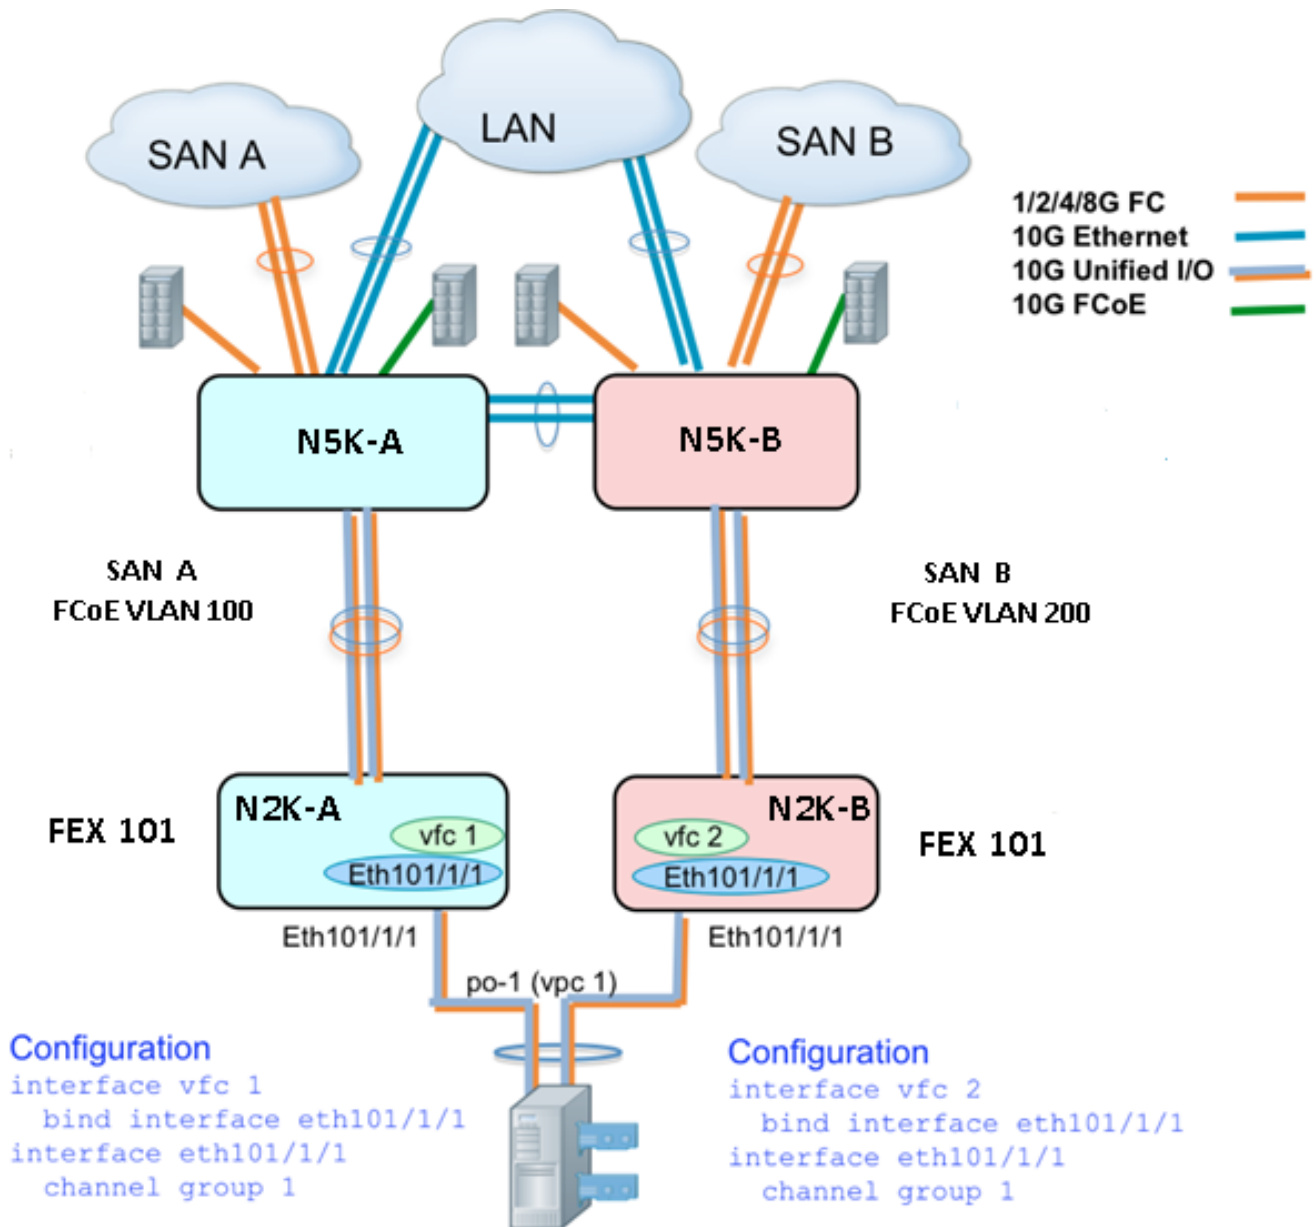 LAN
SAN A
SAN B
1/2/4/8G FC
10G Ethernet
10G Unified I/O
10G FCoE
N5K-A
N5K-B
SAN A
FCoE VLAN 100
SAN B
FCoE VLAN 200
FEX 101
N2K-A
vfc 1
Eth101/1/1
N2K-B
vfc 2
Eth101/1/1
FEX 101
Eth101/1/1
Eth101/1/1
po-1 (vpc 1)
Configuration
interface vfc 1
bind interface eth101/1/1
interface eth101/1/1
channel group 1
Configuration
interface vfc 2
bind interface eth101/1/1
interface eth101/1/1
channel group 1